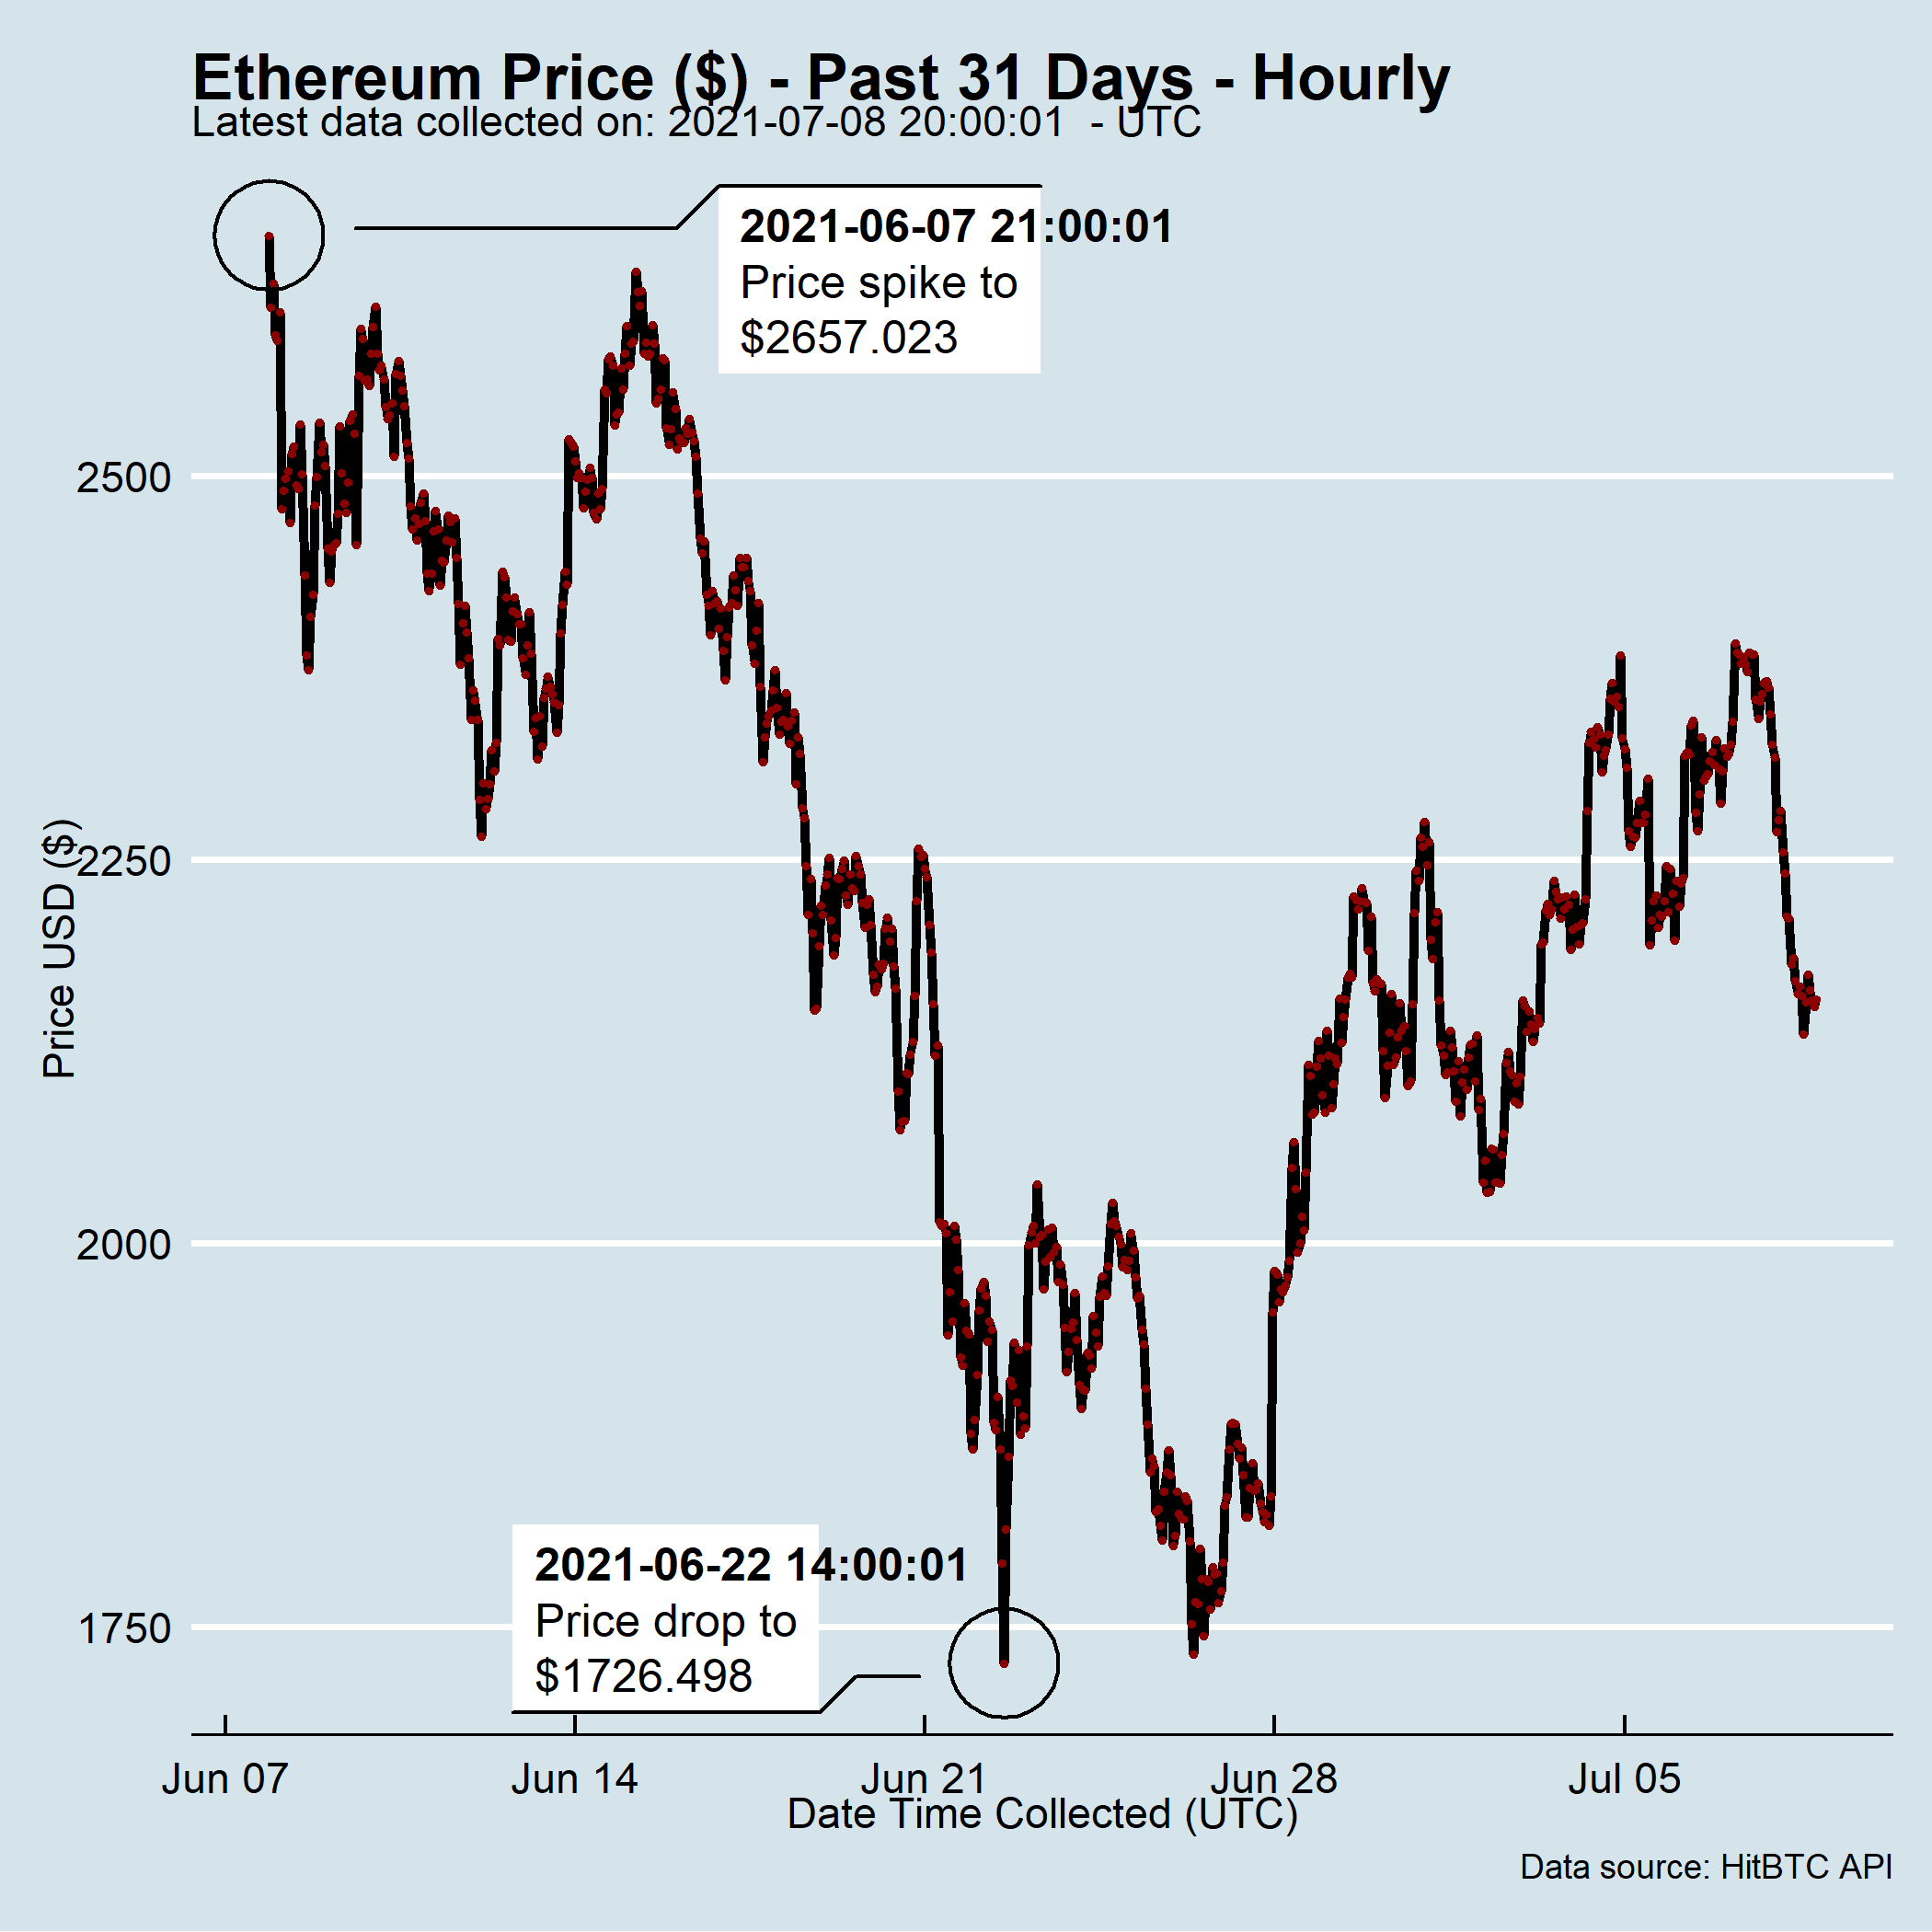 Ethereum Price ($) - Past 31 Days - Hourly
Latest data collected on: 2021-07-08 20:00:01  - UTC
2021-06-07 21:00:01
Price spike to
$2657.023
2500
2250
Price USD ($)
2000
2021-06-22 14:00:01
Price drop to
$1726.498
1750
Jun 07
Jun 14
Jun 21
Jun 28
Jul 05
Date Time Collected (UTC)
Data source: HitBTC API